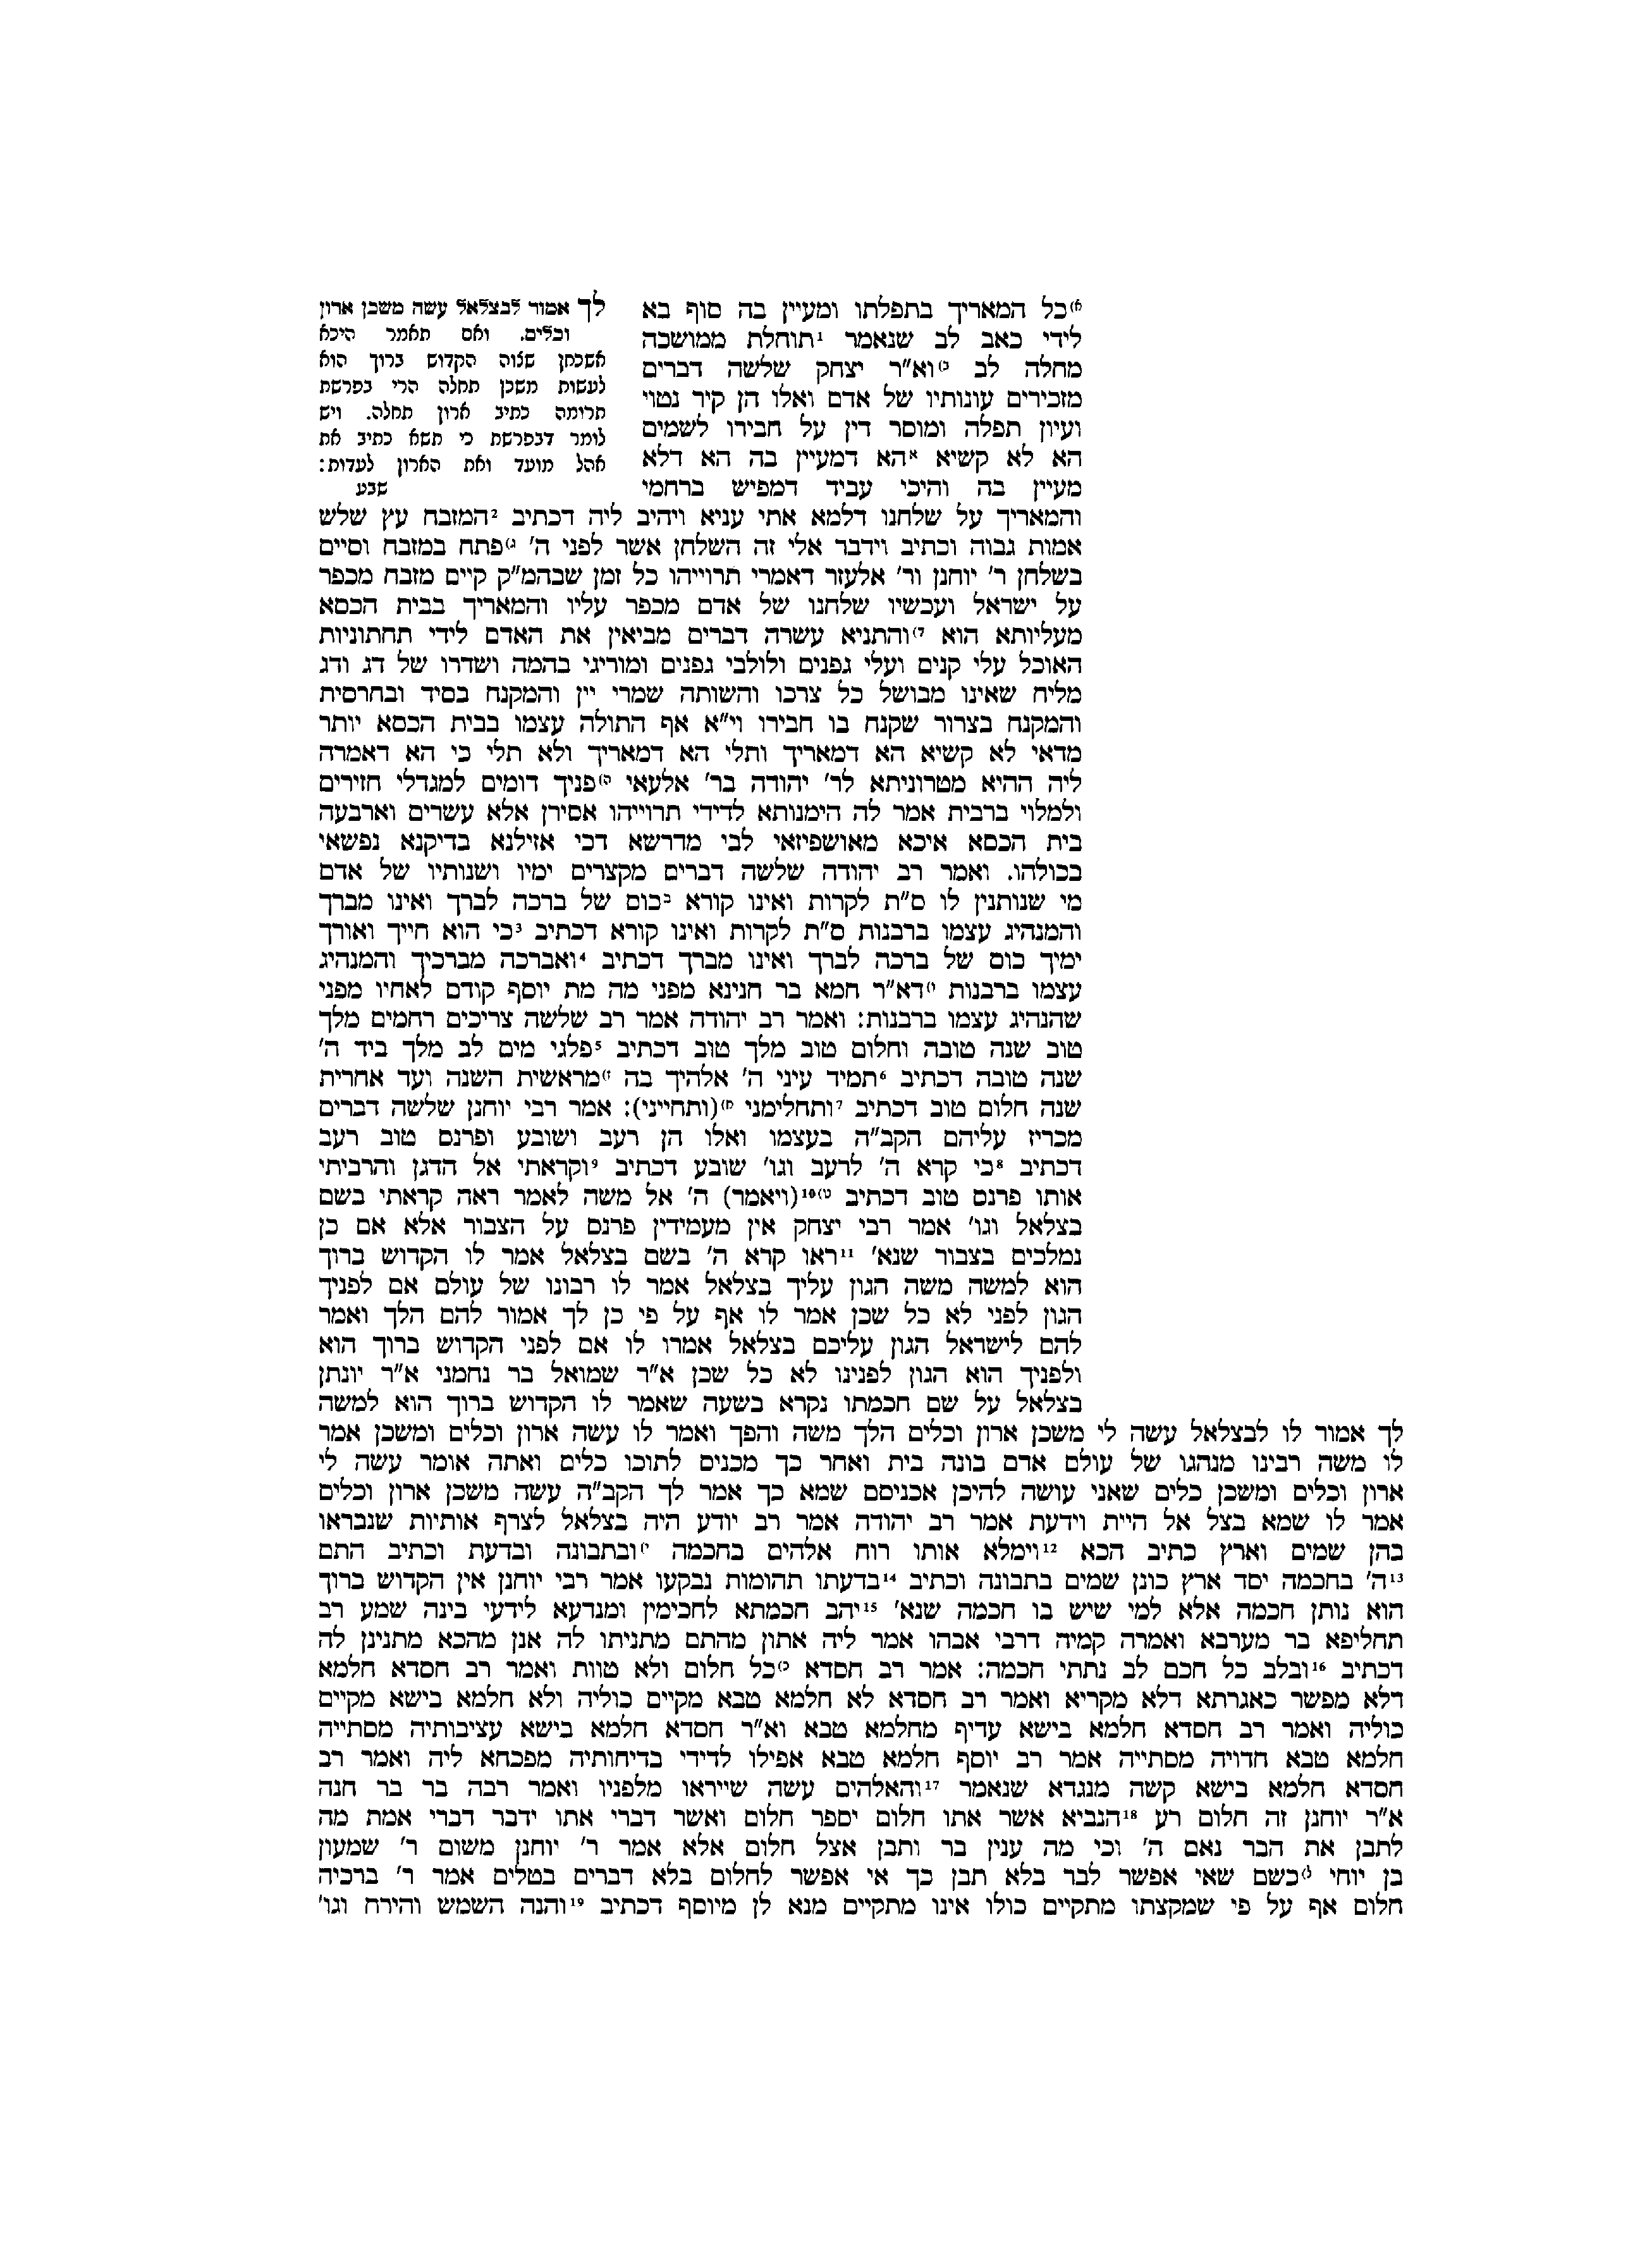 א)כל המאריך בתפלתו ומעיין בה סוף בא
לידי כאב לב שנאמר 1תוחלת ממושכה
מחלה לב ב)וא"ר יצחק שלשה דברים
מזכירים עונותיו של אדם ואלו הן קיר נטוי
ועיון תפלה ומוסר דין על חבירו לשמים
הא לא קשיא אהא דמעיין בה הא דלא
מעיין בה והיכי עביד דמפיש ברחמי
והמאריך על שלחנו דלמא אתי עניא ויהיב ליה דכתיב 2המזבח עץ שלש
אמות גבוה וכתיב וידבר אלי זה השלחן אשר לפני ה' ג)פתח במזבח וסיים
בשלחן ר' יוחנן ור' אלעזר דאמרי תרוייהו כל זמן שבהמ"ק קיים מזבח מכפר
על ישראל ועכשיו שלחנו של אדם מכפר עליו והמאריך בבית הכסא
מעליותא הוא ד)והתניא עשרה דברים מביאין את האדם לידי תחתוניות
האוכל עלי קנים ועלי גפנים ולולבי גפנים ומוריגי בהמה ושדרו של דג ודג
מליח שאינו מבושל כל צרכו והשותה שמרי יין והמקנח בסיד ובחרסית
והמקנח בצרור שקנח בו חבירו וי"א אף התולה עצמו בבית הכסא יותר
מדאי לא קשיא הא דמאריך ותלי הא דמאריך ולא תלי כי הא דאמרה
ליה ההיא מטרוניתא לר' יהודה בר' אלעאי ה)פניך דומים למגדלי חזירים
ולמלוי ברבית אמר לה הימנותא לדידי תרוייהו אסירן אלא עשרים וארבעה
בית הכסא איכא מאושפיזאי לבי מדרשא דכי אזילנא בדיקנא נפשאי
בכולהו. ואמר רב יהודה שלשה דברים מקצרים ימיו ושנותיו של אדם
מי שנותנין לו ס"ת לקרות ואינו קורא בכוס של ברכה לברך ואינו מברך
והמנהיג עצמו ברבנות ס"ת לקרות ואינו קורא דכתיב 3כי הוא חייך ואורך
ימיך כוס של ברכה לברך ואינו מברך דכתיב 4ואברכה מברכיך והמנהיג
עצמו ברבנות ו)דא"ר חמא בר חנינא מפני מה מת יוסף קודם לאחיו מפני
שהנהיג עצמו ברבנות: ואמר רב יהודה אמר רב שלשה צריכים רחמים מלך
טוב שנה טובה וחלום טוב מלך טוב דכתיב 5פלגי מים לב מלך ביד ה'
שנה טובה דכתיב 6תמיד עיני ה' אלהיך בה ז)מראשית השנה ועד אחרית
שנה חלום טוב דכתיב 7ותחלימני ח)(ותחייני): אמר רבי יוחנן שלשה דברים
מכריז עליהם הקב"ה בעצמו ואלו הן רעב ושובע ופרנס טוב רעב
דכתיב 8כי קרא ה' לרעב וגו' שובע דכתיב 9וקראתי אל הדגן והרביתי
אותו פרנס טוב דכתיב ט)10(ויאמר) ה' אל משה לאמר ראה קראתי בשם
בצלאל וגו' אמר רבי יצחק אין מעמידין פרנס על הצבור אלא אם כן
נמלכים בצבור שנא' 11ראו קרא ה' בשם בצלאל אמר לו הקדוש ברוך
הוא למשה משה הגון עליך בצלאל אמר לו רבונו של עולם אם לפניך
הגון לפני לא כל שכן אמר לו אף על פי כן לך אמור להם הלך ואמר
להם לישראל הגון עליכם בצלאל אמרו לו אם לפני הקדוש ברוך הוא
ולפניך הוא הגון לפנינו לא כל שכן א"ר שמואל בר נחמני א"ר יונתן
בצלאל על שם חכמתו נקרא בשעה שאמר לו הקדוש ברוך הוא למשה
לך אמור לו לבצלאל עשה לי משכן ארון וכלים הלך משה והפך ואמר לו עשה ארון וכלים ומשכן אמר
לו משה רבינו מנהגו של עולם אדם בונה בית ואחר כך מכניס לתוכו כלים ואתה אומר עשה לי
ארון וכלים ומשכן כלים שאני עושה להיכן אכניסם שמא כך אמר לך הקב"ה עשה משכן ארון וכלים
אמר לו שמא בצל אל היית וידעת אמר רב יהודה אמר רב יודע היה בצלאל לצרף אותיות שנבראו
בהן שמים וארץ כתיב הכא 12וימלא אותו רוח אלהים בחכמה י)ובתבונה ובדעת וכתיב התם
13ה' בחכמה יסד ארץ כונן שמים בתבונה וכתיב 14בדעתו תהומות נבקעו אמר רבי יוחנן אין הקדוש ברוך
הוא נותן חכמה אלא למי שיש בו חכמה שנא' 15יהב חכמתא לחכימין ומנדעא לידעי בינה שמע רב
תחליפא בר מערבא ואמרה קמיה דרבי אבהו אמר ליה אתון מהתם מתניתו לה אנן מהכא מתנינן לה
דכתיב 16ובלב כל חכם לב נתתי חכמה: אמר רב חסדא כ)כל חלום ולא טוות ואמר רב חסדא חלמא
דלא מפשר כאגרתא דלא מקריא ואמר רב חסדא לא חלמא טבא מקיים כוליה ולא חלמא בישא מקיים
כוליה ואמר רב חסדא חלמא בישא עדיף מחלמא טבא וא"ר חסדא חלמא בישא עציבותיה מסתייה
חלמא טבא חדויה מסתייה אמר רב יוסף חלמא טבא אפילו לדידי בדיחותיה מפכחא ליה ואמר רב
חסדא חלמא בישא קשה מנגדא שנאמר 17והאלהים עשה שייראו מלפניו ואמר רבה בר בר חנה
א"ר יוחנן זה חלום רע 18הנביא אשר אתו חלום יספר חלום ואשר דברי אתו ידבר דברי אמת מה
לתבן את הבר נאם ה' וכי מה ענין בר ותבן אצל חלום אלא אמר ר' יוחנן משום ר' שמעון
בן יוחי ל)כשם שאי אפשר לבר בלא תבן כך אי אפשר לחלום בלא דברים בטלים אמר ר' ברכיה
חלום אף על פי שמקצתו מתקיים כולו אינו מתקיים מנא לן מיוסף דכתיב 19והנה השמש והירח וגו'
לך אמור לבצלאל עשה משכן ארון
וכלים. ואם תאמר היכא
אשכחן שצוה הקדוש ברוך הוא
לעשות משכן תחלה הרי בפרשת
תרומה כתיב ארון תחלה. ויש
לומר דבפרשת כי תשא כתיב את
אהל מועד ואת הארון לעדות:
שבע